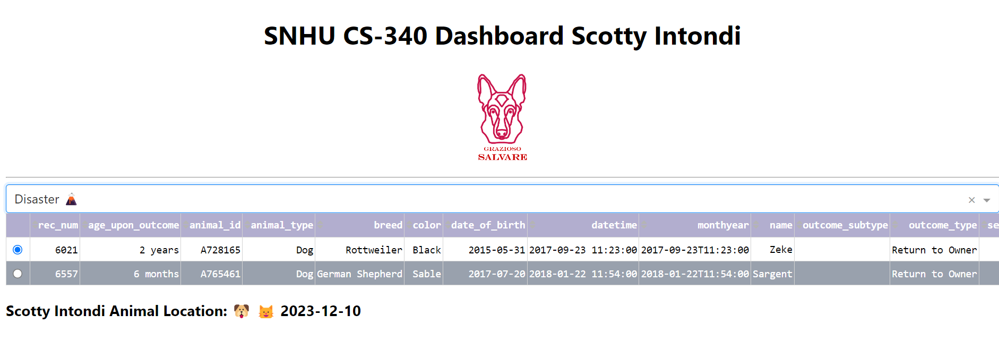 SNHU CS-340 Dashboard Scotty Intondi
GRAZIOSO
SALVARE
Disaster 🌋
rec_num age_upon_outcome animal_id animal_type breed color date_of_birth datetime monthyear name outcome_subtype outcome_type se
6021 2 years A728165 Dog Rottweiler Black 2015-05-31 2017-09-23 11:23:00 2017-09-23T11:23:00 Zeke Return to Owner
6557 6 months A765461 Dog German Shepherd Sable 2017-07-20 2018-01-22 11:54:00 2018-01-22T11:54:00 Sargent Return to Owner
Scotty Intondi Animal Location: 🐶 😺 2023-12-10